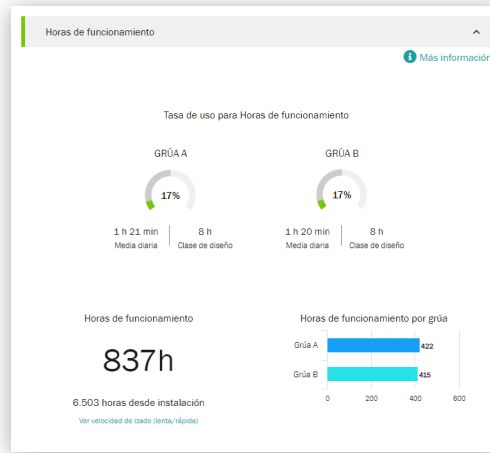 Horas de funcionamiento
Más información
Tasa de uso para Horas de funcionamiento
GRÚA A
17%
1 h 21 min
Media diaria
8 h
Clase de diseño
GRÚA B
17%
1 h 20 min
Media diaria
8 h
Clase de diseño
Horas de funcionamiento
837h
6.503 horas desde instalación
Ver velocidad de izado (lenta/rápida)
Horas de funcionamiento por grúa
Grúa A
422
Grúa B
415
0 200 400 600